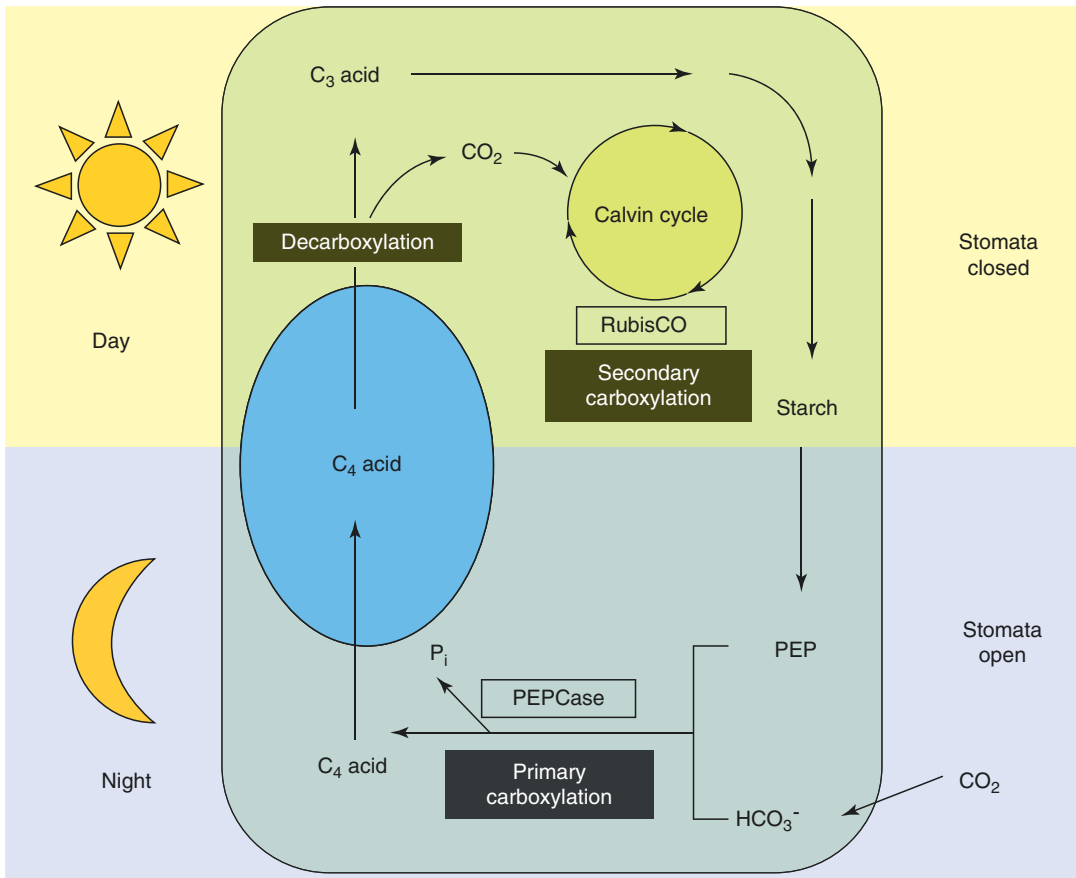 C₃ acid
CO₂
Decarboxylation
Calvin cycle
Stomata
closed
RubisCO
Day
Secondary
carboxylation
Starch
C₄ acid
Stomata
open
Pᵢ
PEP
PEPCase
C₄ acid
Primary
carboxylation
Night
CO₂
HCO₃⁻